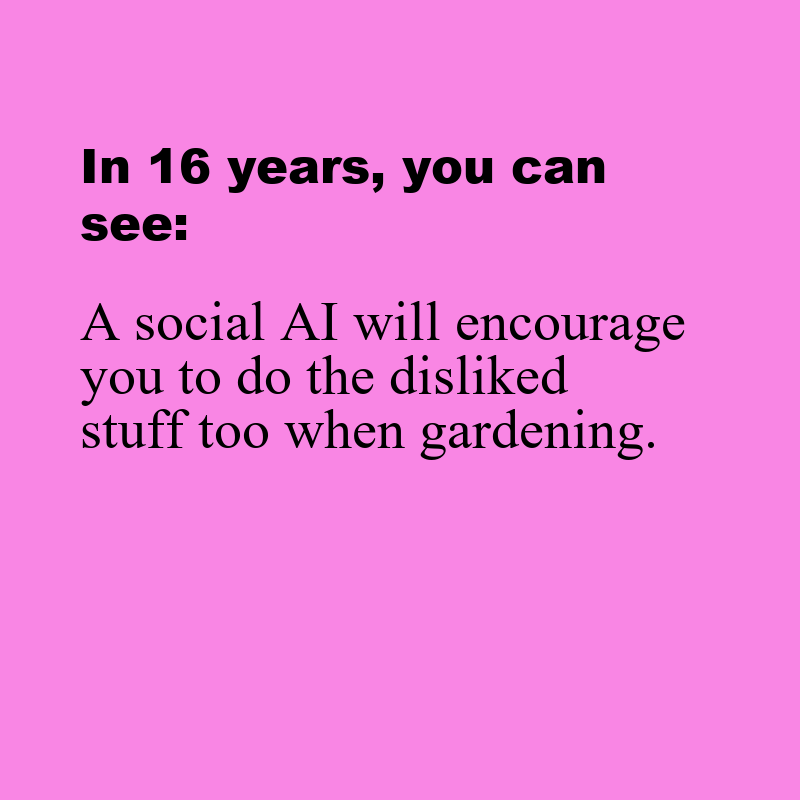 In 16 years, you can
see:
A social AI will encourage
you to do the disliked
stuff too when gardening.